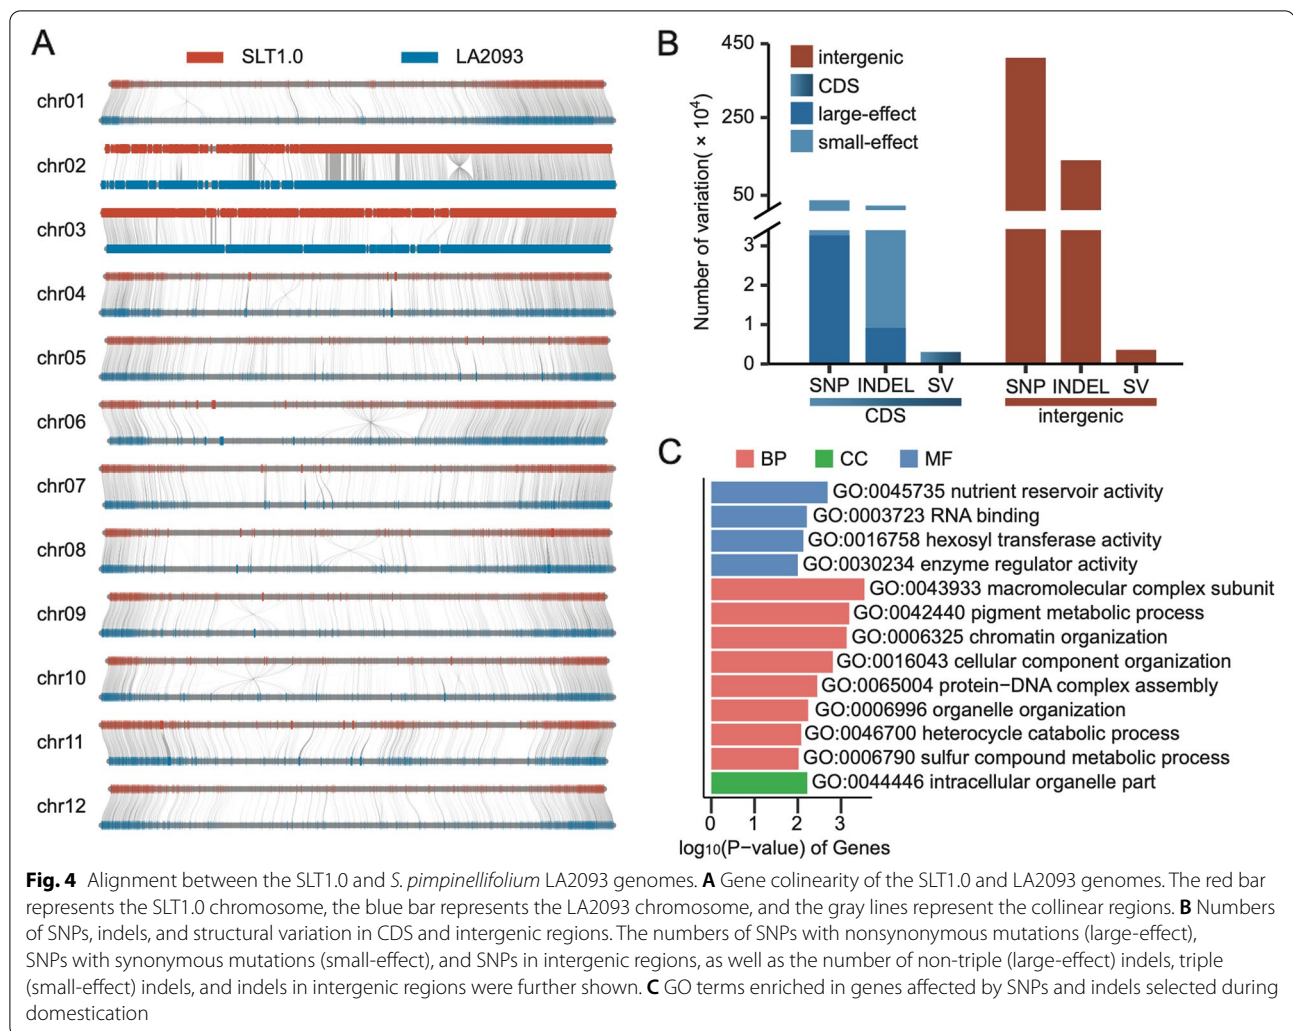 A
SLT1.0 LA2093
chr01
chr02
chr03
chr04
chr05
chr06
chr07
chr08
chr09
chr10
chr11
chr12
B
Number of variation( × 10⁴)
450
250
50
3
2
1
0
intergenic
CDS
large-effect
small-effect
SNP INDEL SV SNP INDEL SV
CDS intergenic
C
BP CC MF
GO:0045735 nutrient reservoir activity
GO:0003723 RNA binding
GO:0016758 hexosyl transferase activity
GO:0030234 enzyme regulator activity
GO:0043933 macromolecular complex subunit
GO:0042440 pigment metabolic process
GO:0006325 chromatin organization
GO:0016043 cellular component organization
GO:0065004 protein−DNA complex assembly
GO:0006996 organelle organization
GO:0046700 heterocycle catabolic process
GO:0006790 sulfur compound metabolic process
GO:0044446 intracellular organelle part
0 1 2 3
log₁₀(P−value) of Genes
Fig. 4 Alignment between the SLT1.0 and S. pimpinellifolium LA2093 genomes. A Gene colinearity of the SLT1.0 and LA2093 genomes. The red bar
represents the SLT1.0 chromosome, the blue bar represents the LA2093 chromosome, and the gray lines represent the collinear regions. B Numbers
of SNPs, indels, and structural variation in CDS and intergenic regions. The numbers of SNPs with nonsynonymous mutations (large-effect),
SNPs with synonymous mutations (small-effect), and SNPs in intergenic regions, as well as the number of non-triple (large-effect) indels, triple
(small-effect) indels, and indels in intergenic regions were further shown. C GO terms enriched in genes affected by SNPs and indels selected during
domestication